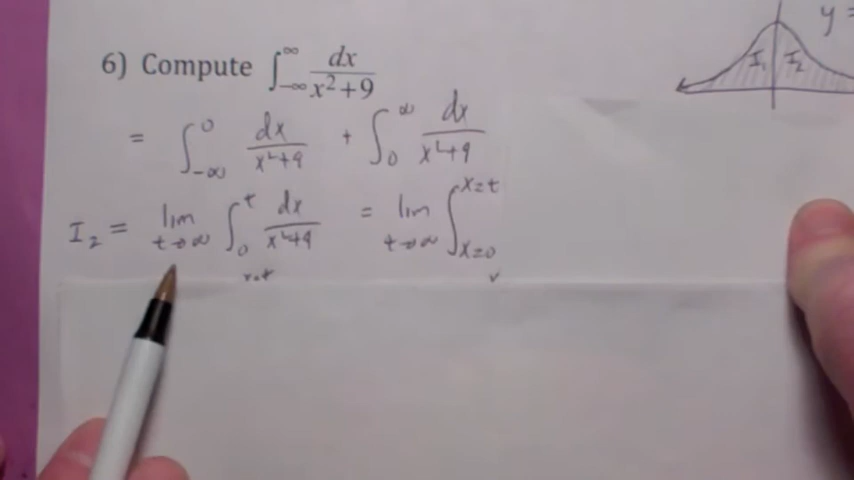 6) Compute ∫_{-∞}^{∞} dx/(x²+9)
y =
I₁ I₂
= ∫_{-∞}^{0} dx/(x²+9) + ∫_{0}^{∞} dx/(x²+9)
I₂ = lim_{t→∞} ∫_{0}^{t} dx/(x²+9) = lim_{t→∞} ∫_{x=0}^{x=t}